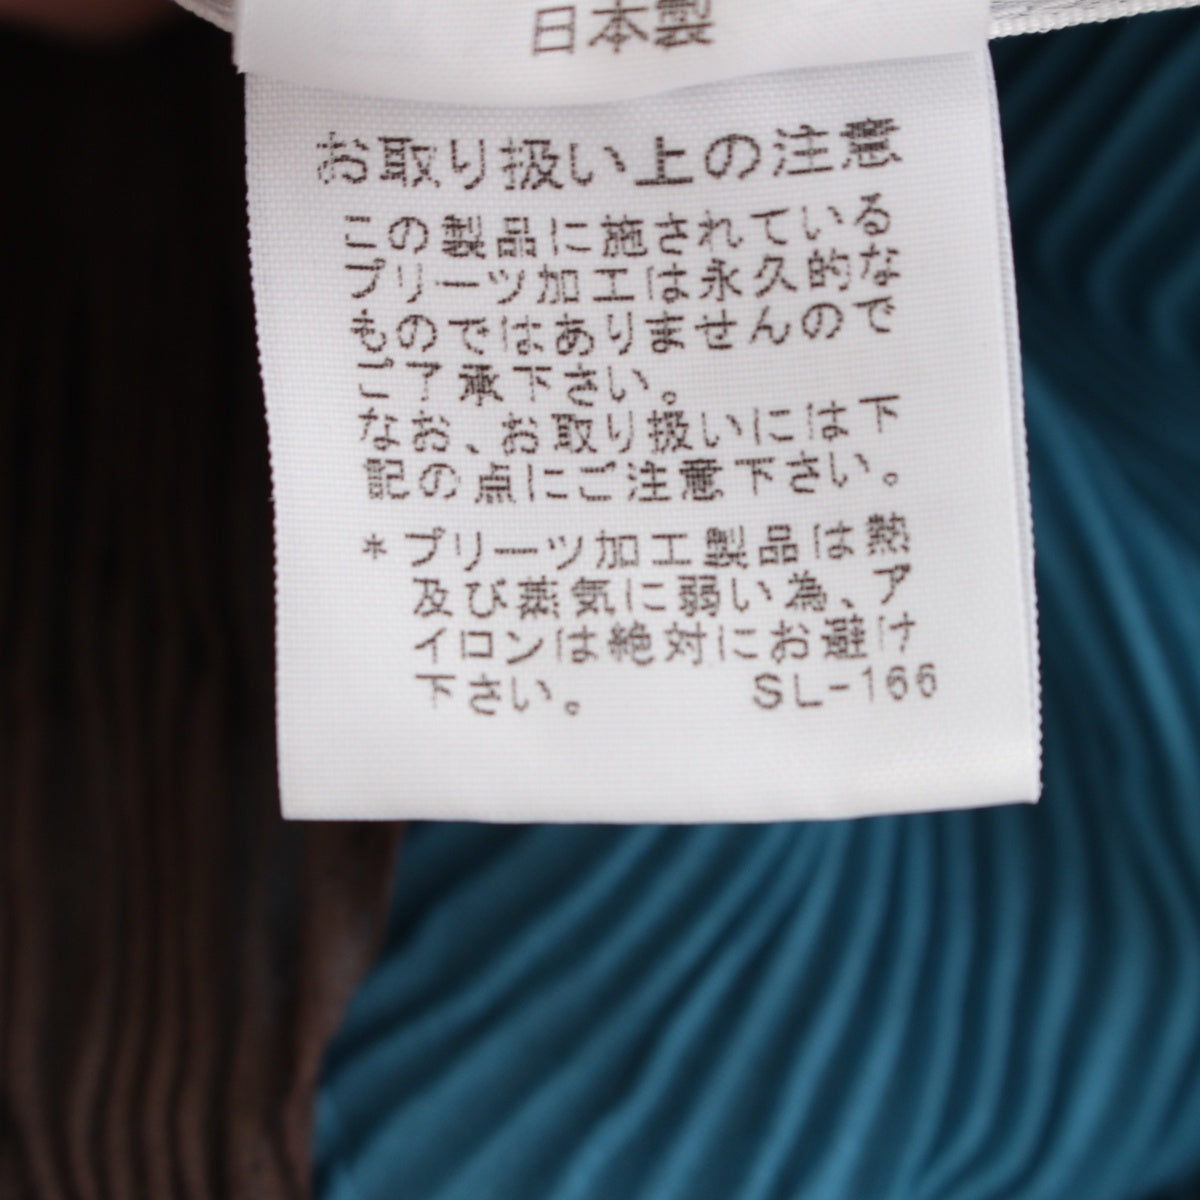 日本製
お取り扱い上の注意
この製品に施されている
プリーツ加工は永久的な
ものではありませんので
ご了承下さい。
なお、お取り扱いには下
記の点にご注意下さい。
*プリーツ加工製品は熱
及び蒸気に弱い為、ア
イロンは絶対にお避け
下さい。 SL-166